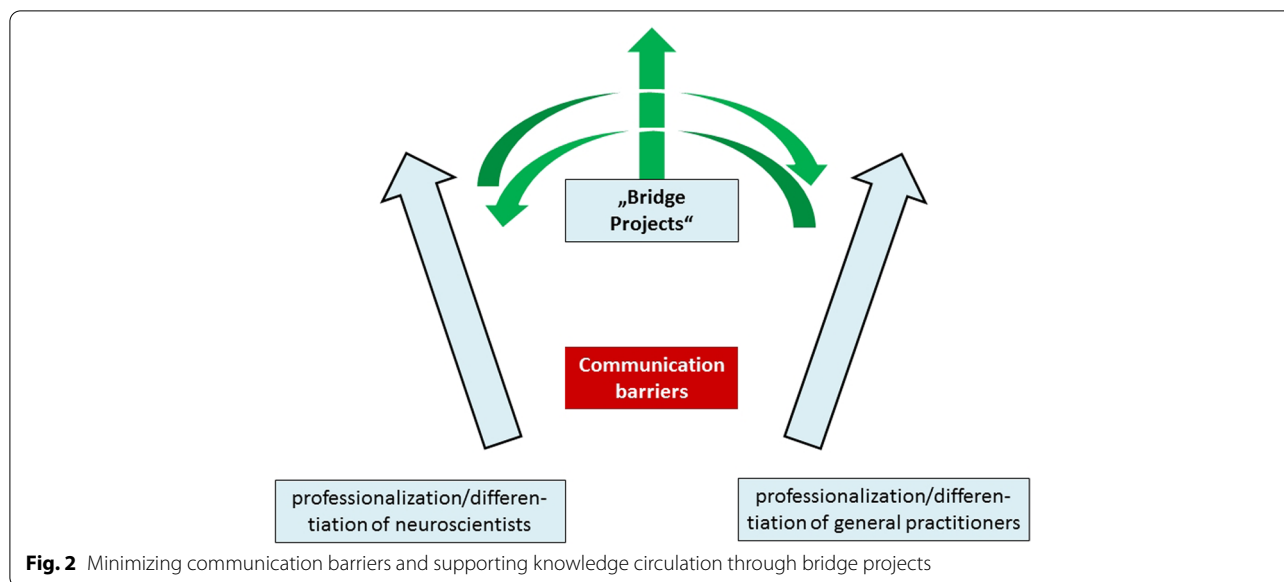 „Bridge
Projects“
Communication
barriers
professionalization/differen-
tiation of neuroscientists
professionalization/differen-
tiation of general practitioners
Fig. 2 Minimizing communication barriers and supporting knowledge circulation through bridge projects